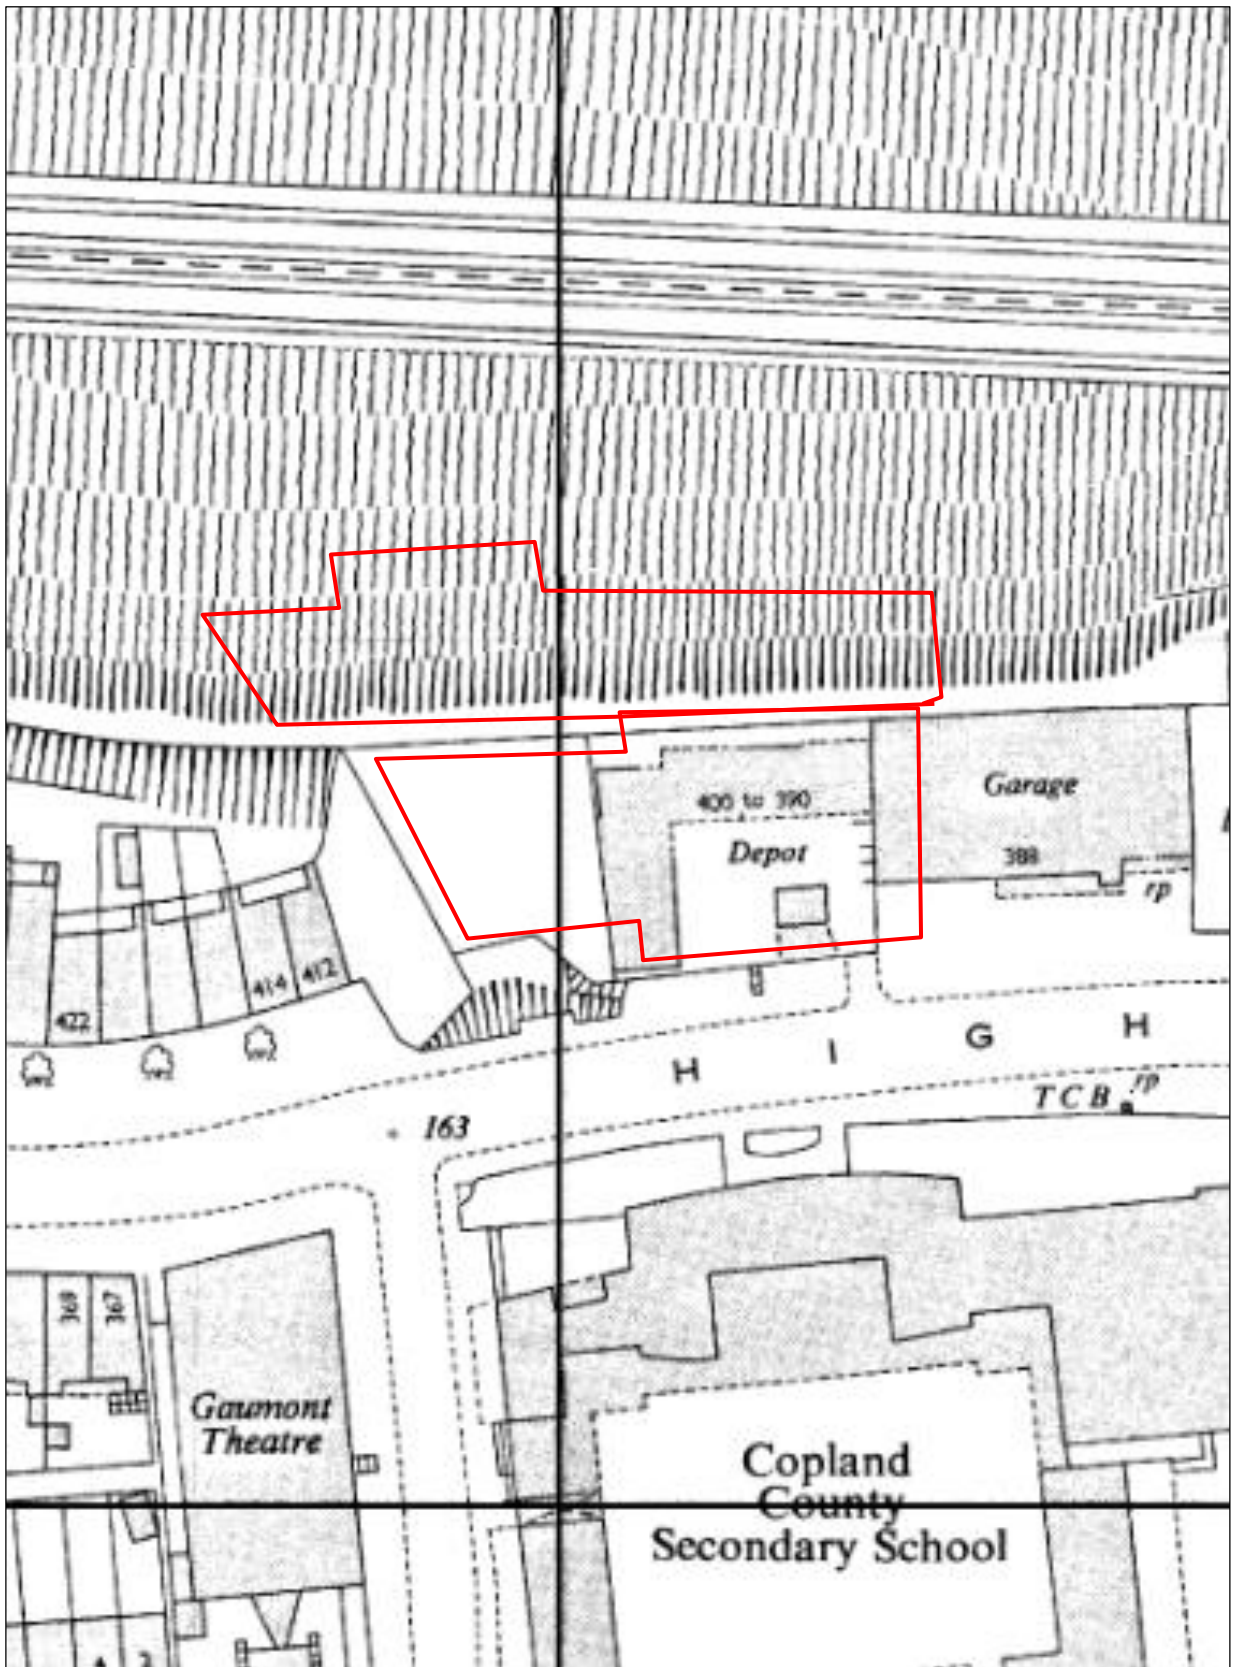 Garage
400 to 390
Depot
388
rp
414 412
422
H I G H
rp
TCB
163
369
367
Gaumont
Theatre
Copland
County
Secondary School